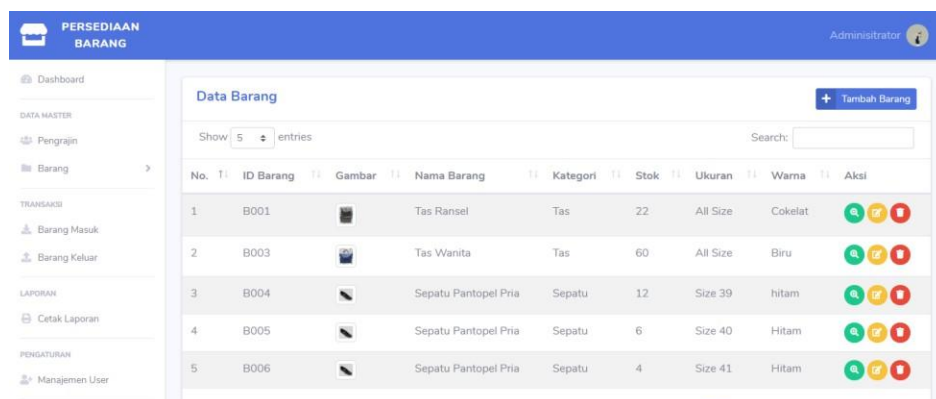 PERSEDIAAN
BARANG
Adminisitrator
Dashboard
DATA MASTER
Pengrajin
Barang
TRANSAKSI
Barang Masuk
Barang Keluar
LAPORAN
Cetak Laporan
PENGATURAN
Manajemen User
Data Barang
+ Tambah Barang
Show 5 entries
Search:
No. ID Barang Gambar Nama Barang Kategori Stok Ukuran Warna Aksi
1 B001 Tas Ransel Tas 22 All Size Cokelat
2 B003 Tas Wanita Tas 60 All Size Biru
3 B004 Sepatu Pantopel Pria Sepatu 12 Size 39 hitam
4 B005 Sepatu Pantopel Pria Sepatu 6 Size 40 Hitam
5 B006 Sepatu Pantopel Pria Sepatu 4 Size 41 Hitam